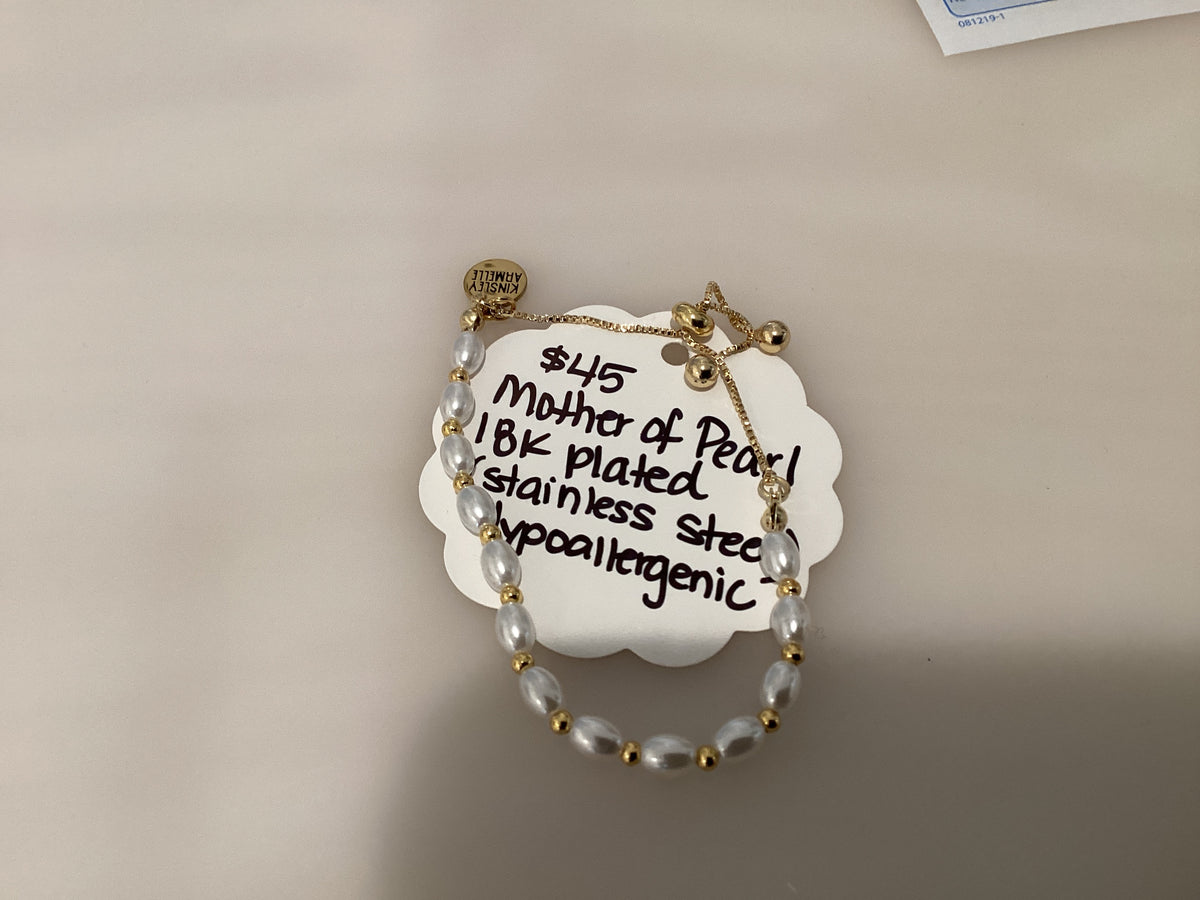 081219-1
KINSLEY
ARMELLE
$45
Mother of Pearl
18K plated
(stainless steel)
Hypoallergenic